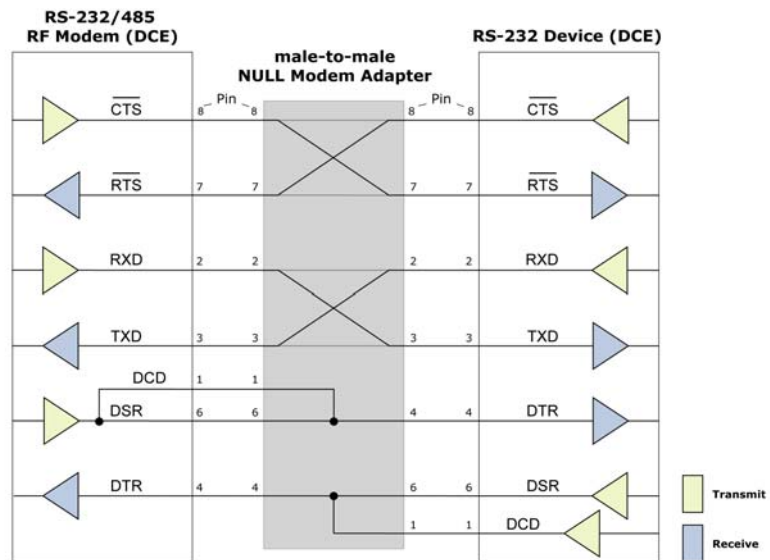 RS-232/485
RF Modem (DCE)
male-to-male
NULL Modem Adapter
RS-232 Device (DCE)
CTS 8 Pin 8 8 Pin 8 CTS
RTS 7 7 7 7 RTS
RXD 2 2 2 2 RXD
TXD 3 3 3 3 TXD
DCD 1 1
DSR 6 6 4 4 DTR
DTR 4 4 6 6 DSR
1 1 DCD
Transmit
Receive